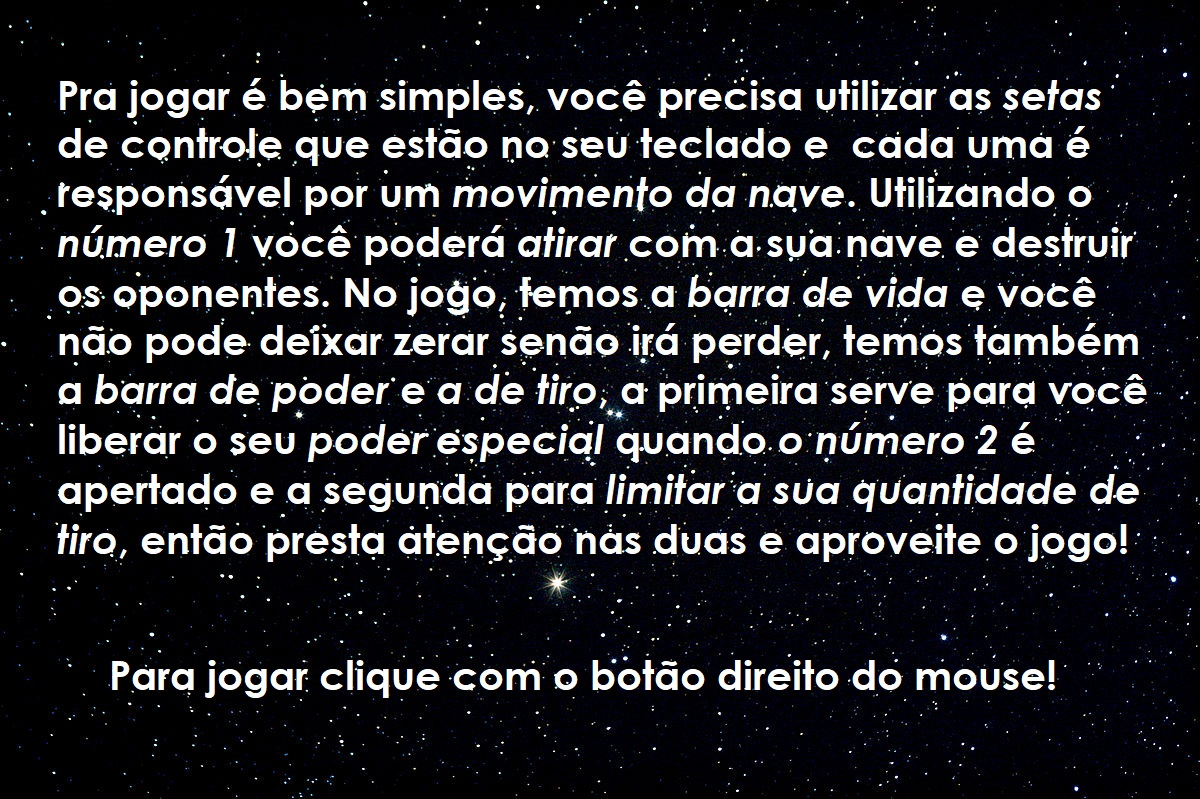 Pra jogar é bem simples, você precisa utilizar as setas
de controle que estão no seu teclado e  cada uma é
responsável por um movimento da nave. Utilizando o
número 1 você poderá atirar com a sua nave e destruir
os oponentes. No jogo, temos a barra de vida e você
não pode deixar zerar senão irá perder, temos também
a barra de poder e a de tiro, a primeira serve para você
liberar o seu poder especial quando o número 2 é
apertado e a segunda para limitar a sua quantidade de
tiro, então presta atenção nas duas e aproveite o jogo!
Para jogar clique com o botão direito do mouse!